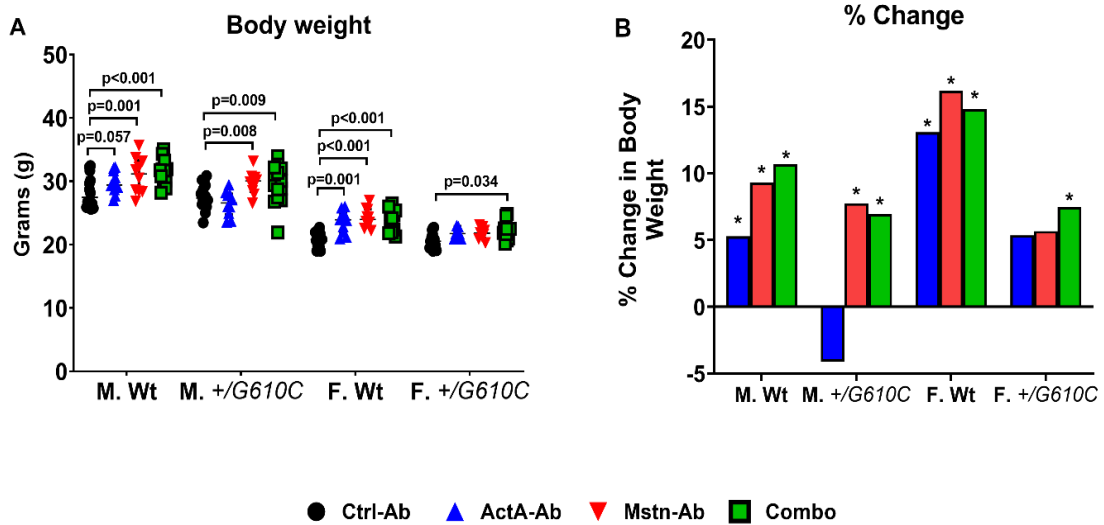 A
Body weight
50
40
30
20
10
0
Grams (g)
p<0.001
p=0.001
p=0.057
p=0.009
p=0.008
p<0.001
p<0.001
p=0.001
p=0.034
M. Wt
M. +/G610C
F. Wt
F. +/G610C
B
% Change
20
15
10
5
0
-5
% Change in Body
Weight
* * *
* *
* * *
*
M. Wt
M. +/G610C
F. Wt
F. +/G610C
Ctrl-Ab
ActA-Ab
Mstn-Ab
Combo